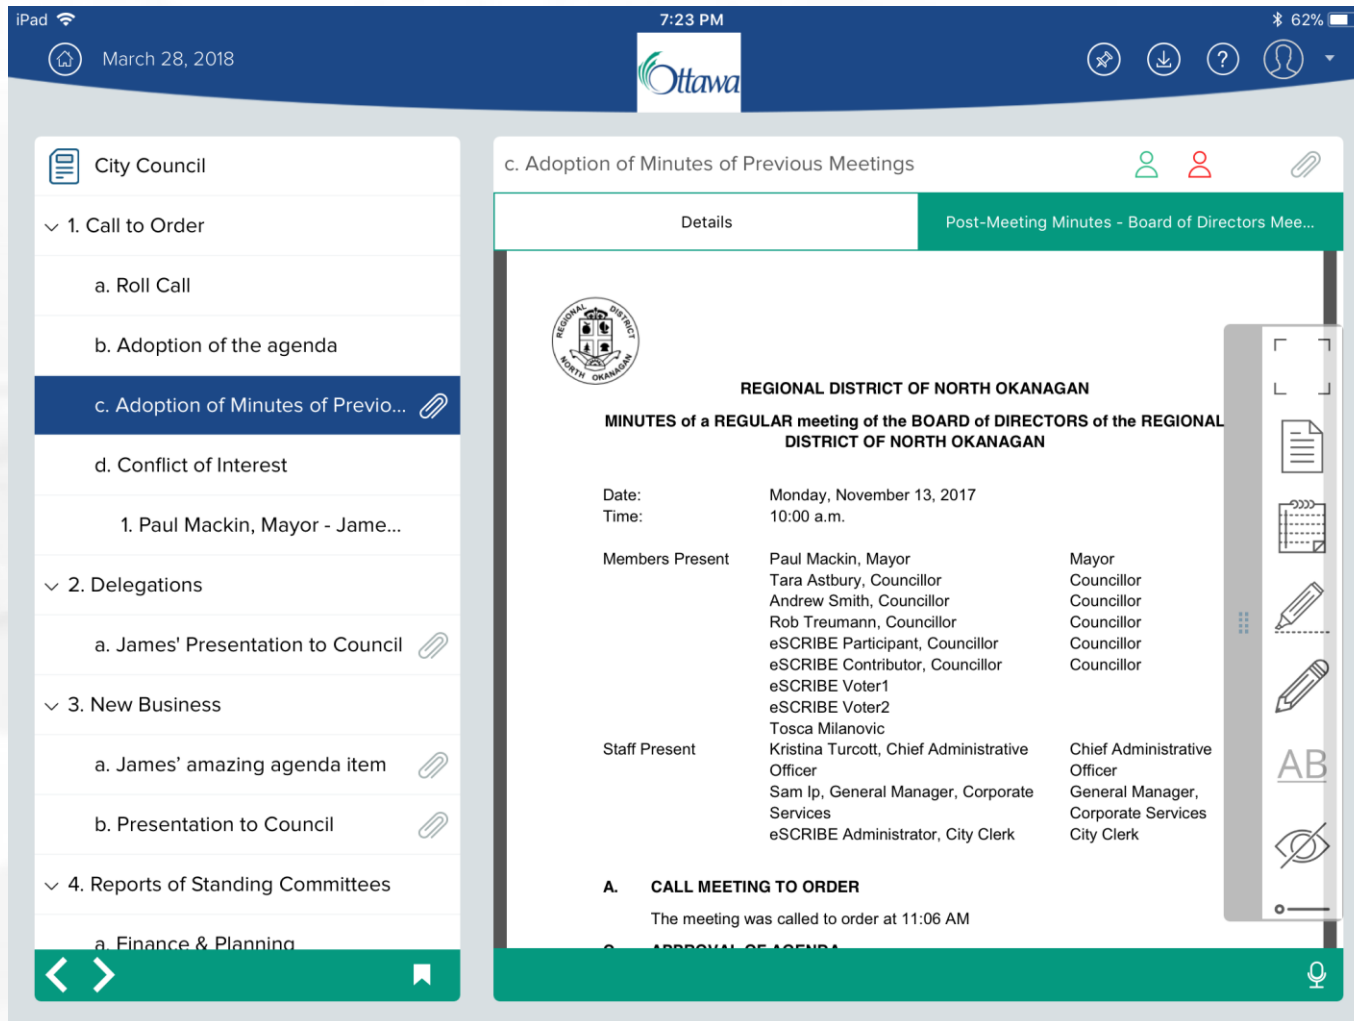 iPad 7:23 PM 62%
March 28, 2018
Ottawa
?
City Council
1. Call to Order
a. Roll Call
b. Adoption of the agenda
c. Adoption of Minutes of Previo...
d. Conflict of Interest
1. Paul Mackin, Mayor - Jame...
2. Delegations
a. James' Presentation to Council
3. New Business
a. James’ amazing agenda item
b. Presentation to Council
4. Reports of Standing Committees
a. Finance & Planning
c. Adoption of Minutes of Previous Meetings
Details
Post-Meeting Minutes - Board of Directors Mee...
REGIONAL DISTRICT
NORTH OKANAGAN
REGIONAL DISTRICT OF NORTH OKANAGAN
MINUTES of a REGULAR meeting of the BOARD of DIRECTORS of the REGIONAL
DISTRICT OF NORTH OKANAGAN
Date: Monday, November 13, 2017
Time: 10:00 a.m.
Members Present Paul Mackin, Mayor Mayor
Tara Astbury, Councillor Councillor
Andrew Smith, Councillor Councillor
Rob Treumann, Councillor Councillor
eSCRIBE Participant, Councillor Councillor
eSCRIBE Contributor, Councillor Councillor
eSCRIBE Voter1
eSCRIBE Voter2
Tosca Milanovic
Staff Present Kristina Turcott, Chief Administrative Chief Administrative
Officer Officer
Sam Ip, General Manager, Corporate General Manager,
Services Corporate Services
eSCRIBE Administrator, City Clerk City Clerk
A. CALL MEETING TO ORDER
The meeting was called to order at 11:06 AM
APPROVAL OF AGENDA
AB